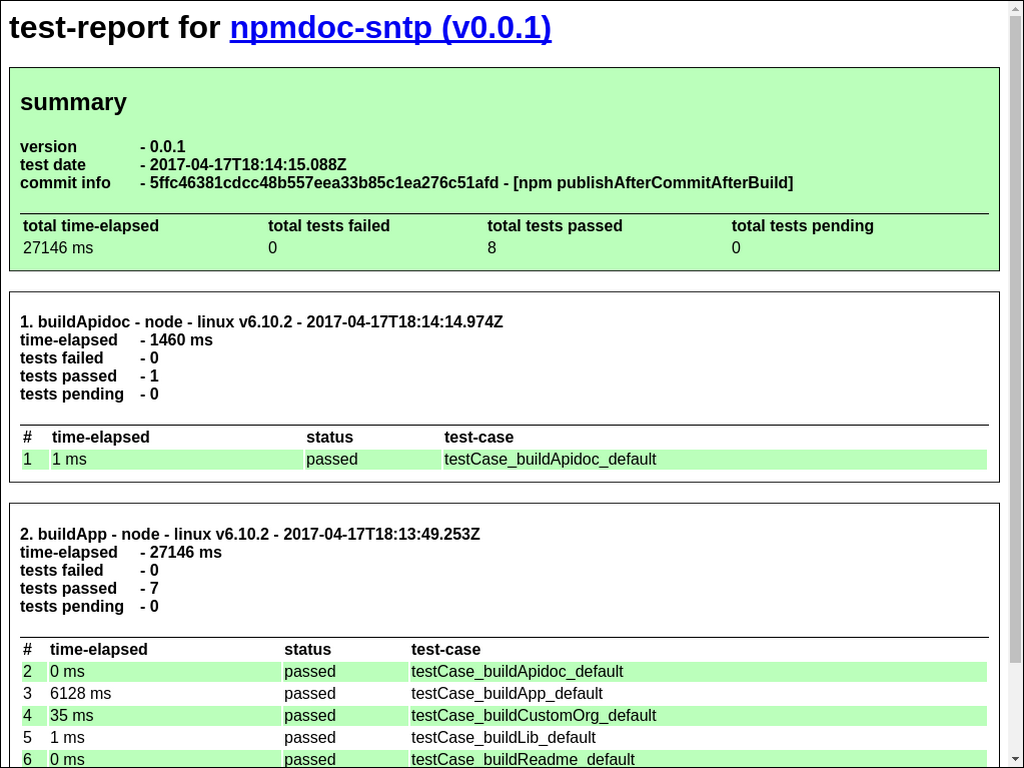 test-report for npmdoc-sntp (v0.0.1)
summary
version - 0.0.1
test date - 2017-04-17T18:14:15.088Z
commit info - 5ffc46381cdcc48b557eea33b85c1ea276c51afd - [npm publishAfterCommitAfterBuild]
total time-elapsed total tests failed total tests passed total tests pending
27146 ms 0 8 0
1. buildApidoc - node - linux v6.10.2 - 2017-04-17T18:14:14.974Z
time-elapsed - 1460 ms
tests failed - 0
tests passed - 1
tests pending - 0
# time-elapsed status test-case
1 1 ms passed testCase_buildApidoc_default
2. buildApp - node - linux v6.10.2 - 2017-04-17T18:13:49.253Z
time-elapsed - 27146 ms
tests failed - 0
tests passed - 7
tests pending - 0
# time-elapsed status test-case
2 0 ms passed testCase_buildApidoc_default
3 6128 ms passed testCase_buildApp_default
4 35 ms passed testCase_buildCustomOrg_default
5 1 ms passed testCase_buildLib_default
6 0 ms passed testCase_buildReadme_default